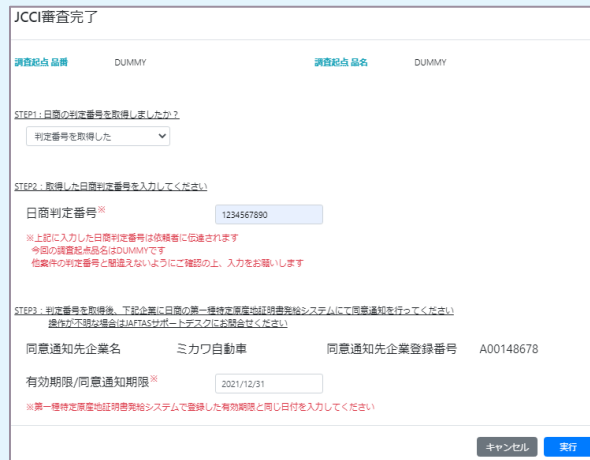 JCCI審査完了
調査起点 品番 DUMMY 調査起点 品名 DUMMY
STEP1:日商の判定番号を取得しましたか?
判定番号を取得した
STEP2:取得した日商判定番号を入力してください
日商判定番号※ 1234567890
※上記に入力した日商判定番号は依頼者に伝達されます
今回の調査起点品名はDUMMYです
他案件の判定番号と間違えないようにご確認の上、入力をお願いします
STEP3:判定番号を取得後、下記企業に日商の第一種特定原産地証明書発給システムにて同意通知を行ってください
操作が不明な場合はJAFTASサポートデスクにお問合せください
同意通知先企業名 ミカワ自動車 同意通知先企業登録番号 A00148678
有効期限/同意通知期限※ 2021/12/31
※第一種特定原産地証明書発給システムで登録した有効期限と同じ日付を入力してください
キャンセル 実行